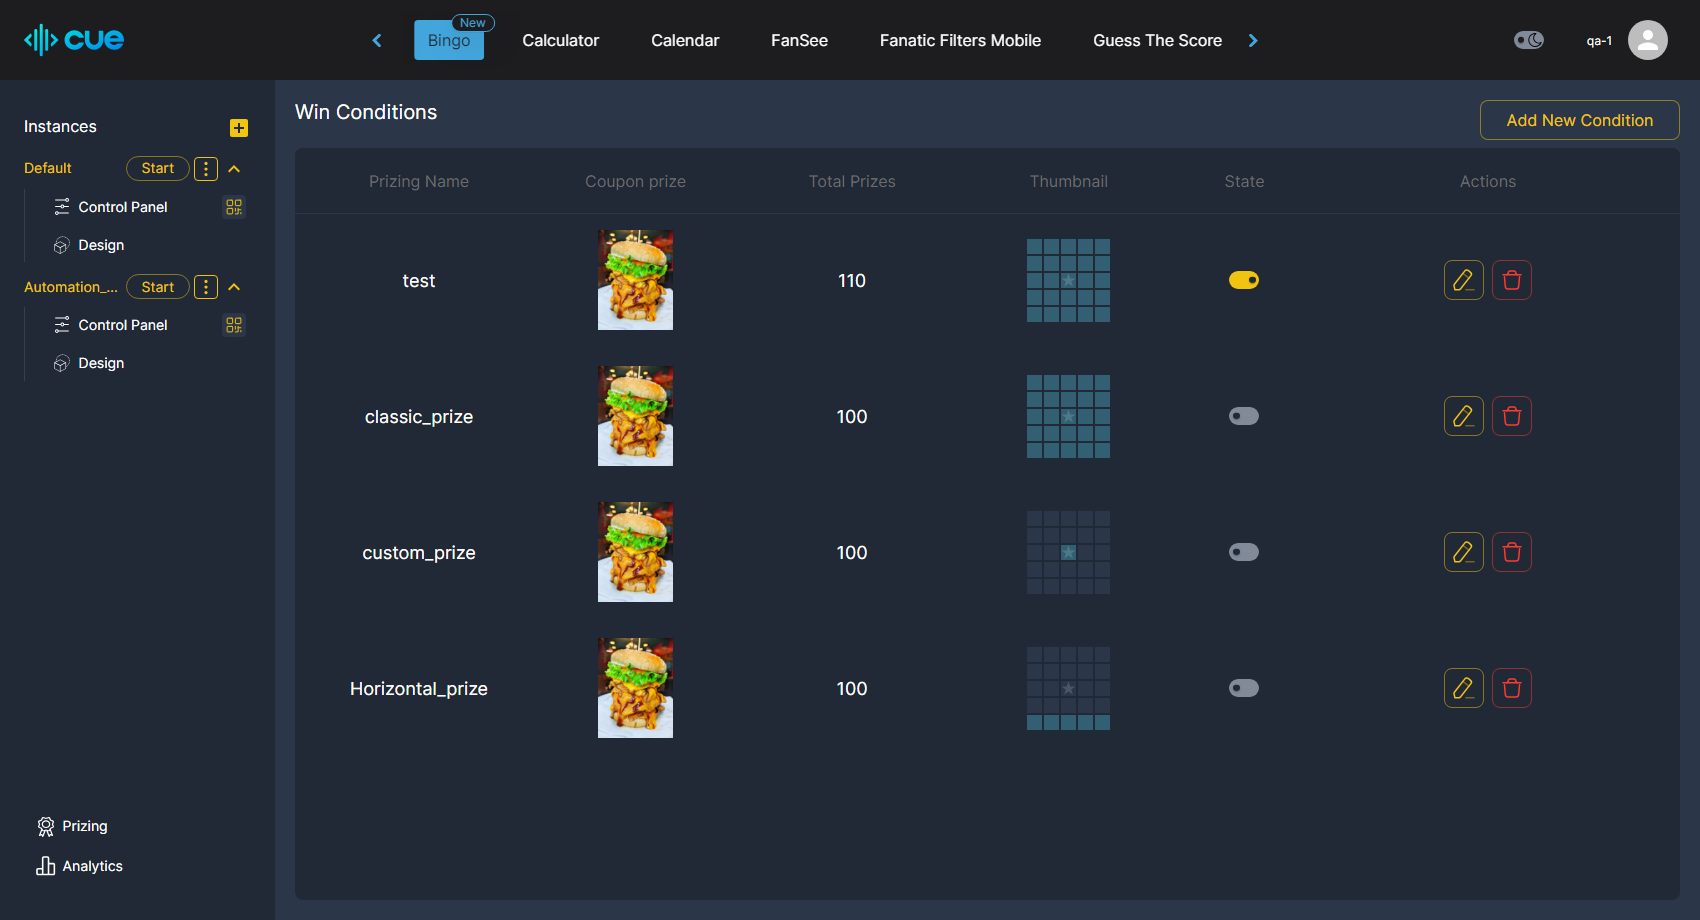 cue
New
Bingo
Calculator
Calendar
FanSee
Fanatic Filters Mobile
Guess The Score
qa-1
Instances
Default
Start
Control Panel
Design
Automation_...
Start
Control Panel
Design
Prizing
Analytics
Win Conditions
Add New Condition
Prizing Name Coupon prize Total Prizes Thumbnail State Actions
test 110
classic_prize 100
custom_prize 100
Horizontal_prize 100